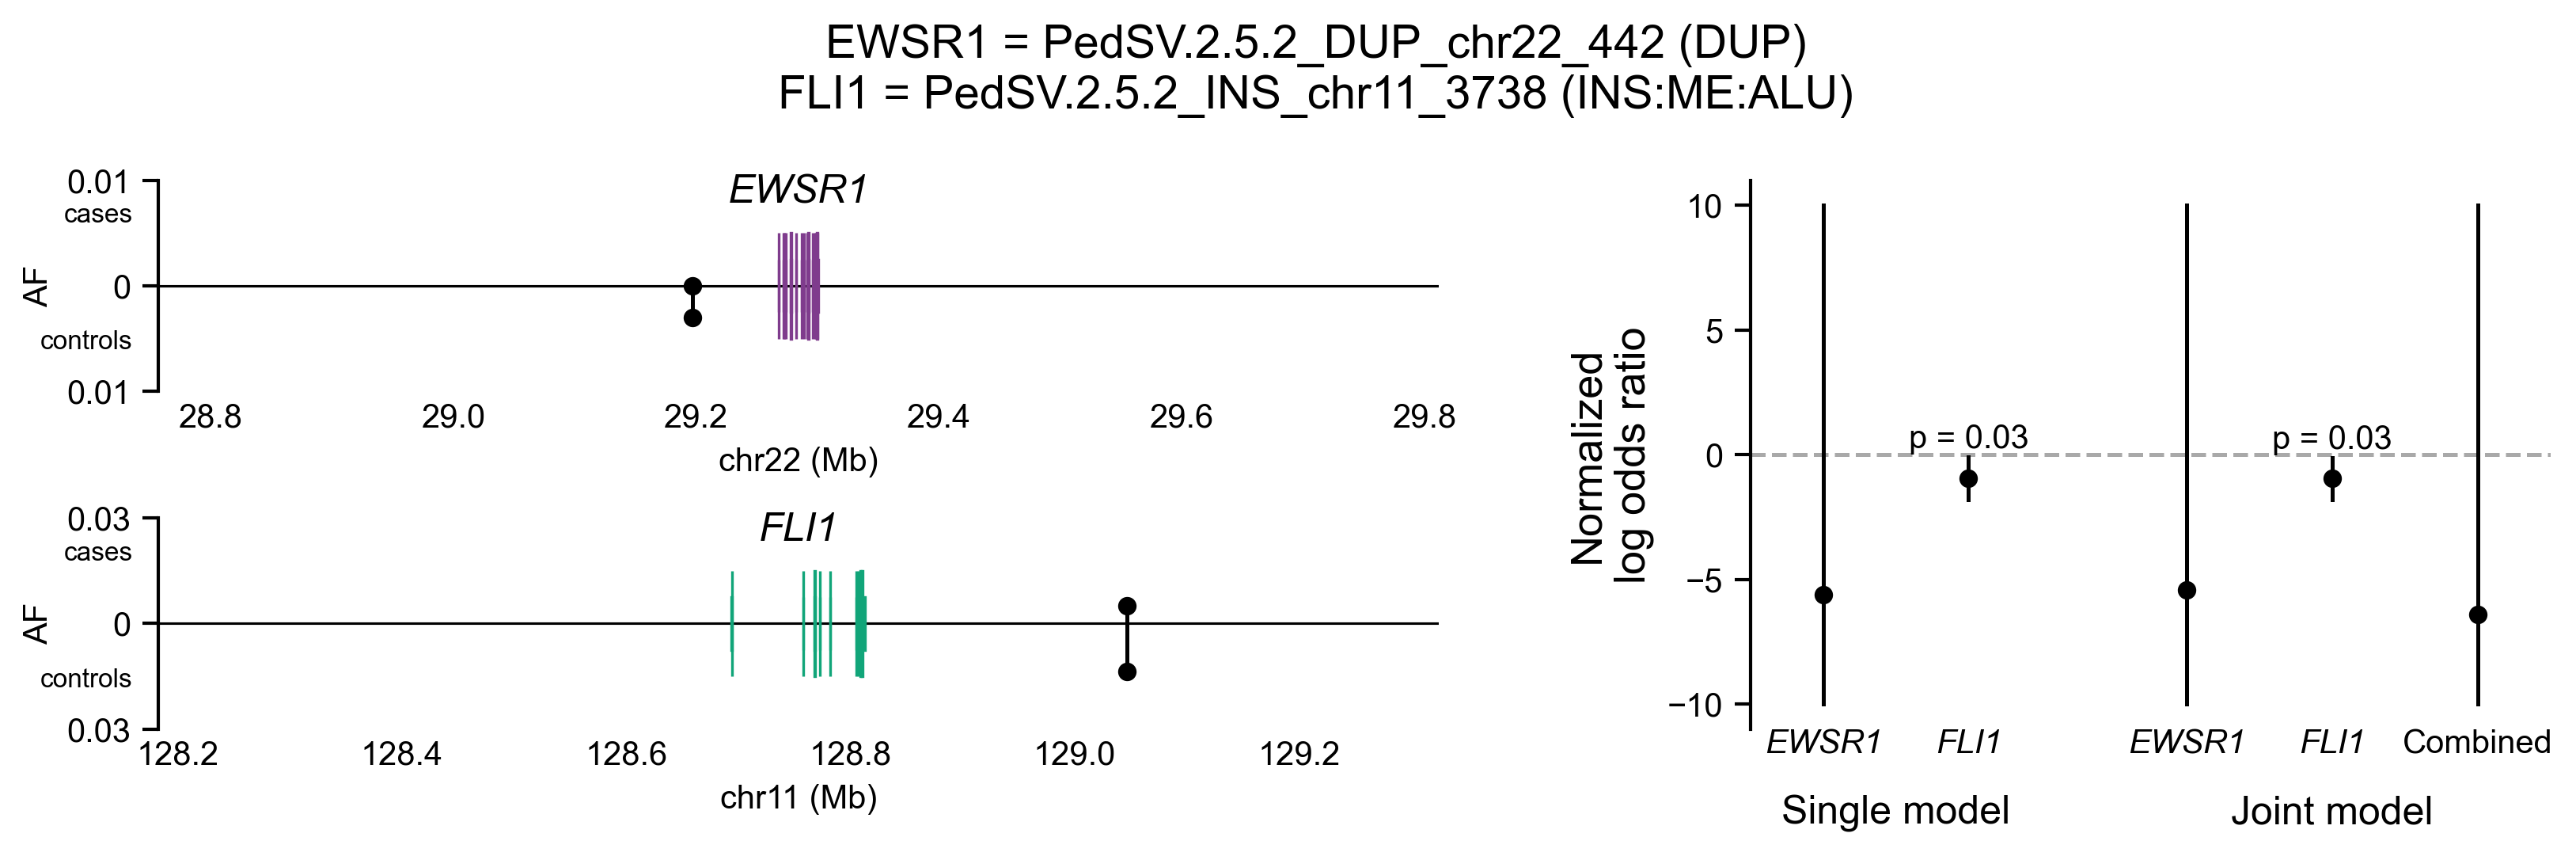 EWSR1 = PedSV.2.5.2_DUP_chr22_442 (DUP)
FLI1 = PedSV.2.5.2_INS_chr11_3738 (INS:ME:ALU)
EWSR1
0.01
cases
0
controls
0.01
AF
28.8 29.0 29.2 29.4 29.6 29.8
chr22 (Mb)
FLI1
0.03
cases
0
controls
0.03
AF
128.2 128.4 128.6 128.8 129.0 129.2
chr11 (Mb)
Normalized
log odds ratio
10
5
0
−5
−10
p = 0.03
p = 0.03
EWSR1 FLI1 EWSR1 FLI1 Combined
Single model Joint model